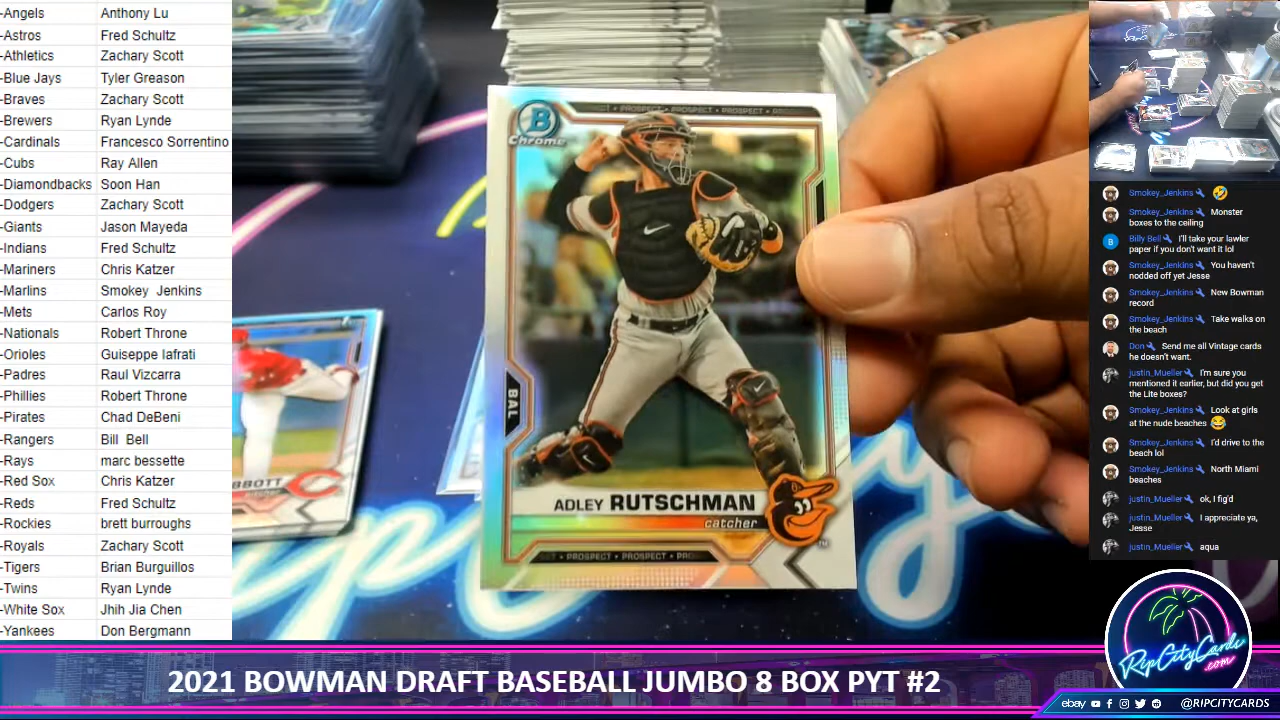 -Angels Anthony Lu
-Astros Fred Schultz
-Athletics Zachary Scott
-Blue Jays Tyler Greason
-Braves Zachary Scott
-Brewers Ryan Lynde
-Cardinals Francesco Sorrentino
-Cubs Ray Allen
-Diamondbacks Soon Han
-Dodgers Zachary Scott
-Giants Jason Mayeda
-Indians Fred Schultz
-Mariners Chris Katzer
-Marlins Smokey Jenkins
-Mets Carlos Roy
-Nationals Robert Throne
-Orioles Guiseppe Iafrati
-Padres Raul Vizcarra
-Phillies Robert Throne
-Pirates Chad DeBeni
-Rangers Bill Bell
-Rays marc bessette
-Red Sox Chris Katzer
-Reds Fred Schultz
-Rockies brett burroughs
-Royals Zachary Scott
-Tigers Brian Burguillos
-Twins Ryan Lynde
-White Sox Jhih Jia Chen
-Yankees Don Bergmann
PROSPECT • PROSPECT • PROSPECT
B
Chrome
BAL
ADLEY RUTSCHMAN
catcher
PROSPECT • PROSPECT
BBOTT
Smokey_Jenkins 🤣
Smokey_Jenkins Monster
boxes to the ceiling
B
Billy Bell I'll take your lawler
paper if you don't want it lol
Smokey_Jenkins You haven't
nodded off yet Jesse
Smokey_Jenkins New Bowman
record
Smokey_Jenkins Take walks on
the beach
Don Send me all Vintage cards
he doesn't want.
justin_Mueller I'm sure you
mentioned it earlier, but did you get
the Lite boxes?
Smokey_Jenkins Look at girls
at the nude beaches 😂
Smokey_Jenkins I'd drive to the
beach lol
Smokey_Jenkins North Miami
beaches
justin_Mueller ok, I fig'd
justin_Mueller I appreciate ya,
Jesse
justin_Mueller aqua
RipCityCards
.com
2021 BOWMAN DRAFT BASEBALL JUMBO 8 BOX PYT #2
ebay @RIPCITYCARDS